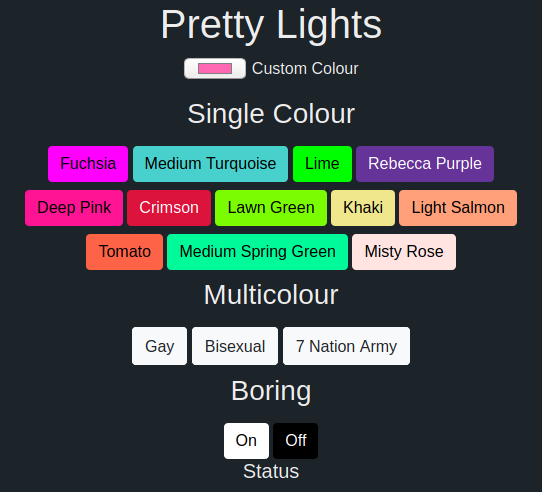 Pretty Lights
Custom Colour
Single Colour
Fuchsia Medium Turquoise Lime Rebecca Purple
Deep Pink Crimson Lawn Green Khaki Light Salmon
Tomato Medium Spring Green Misty Rose
Multicolour
Gay Bisexual 7 Nation Army
Boring
On Off
Status